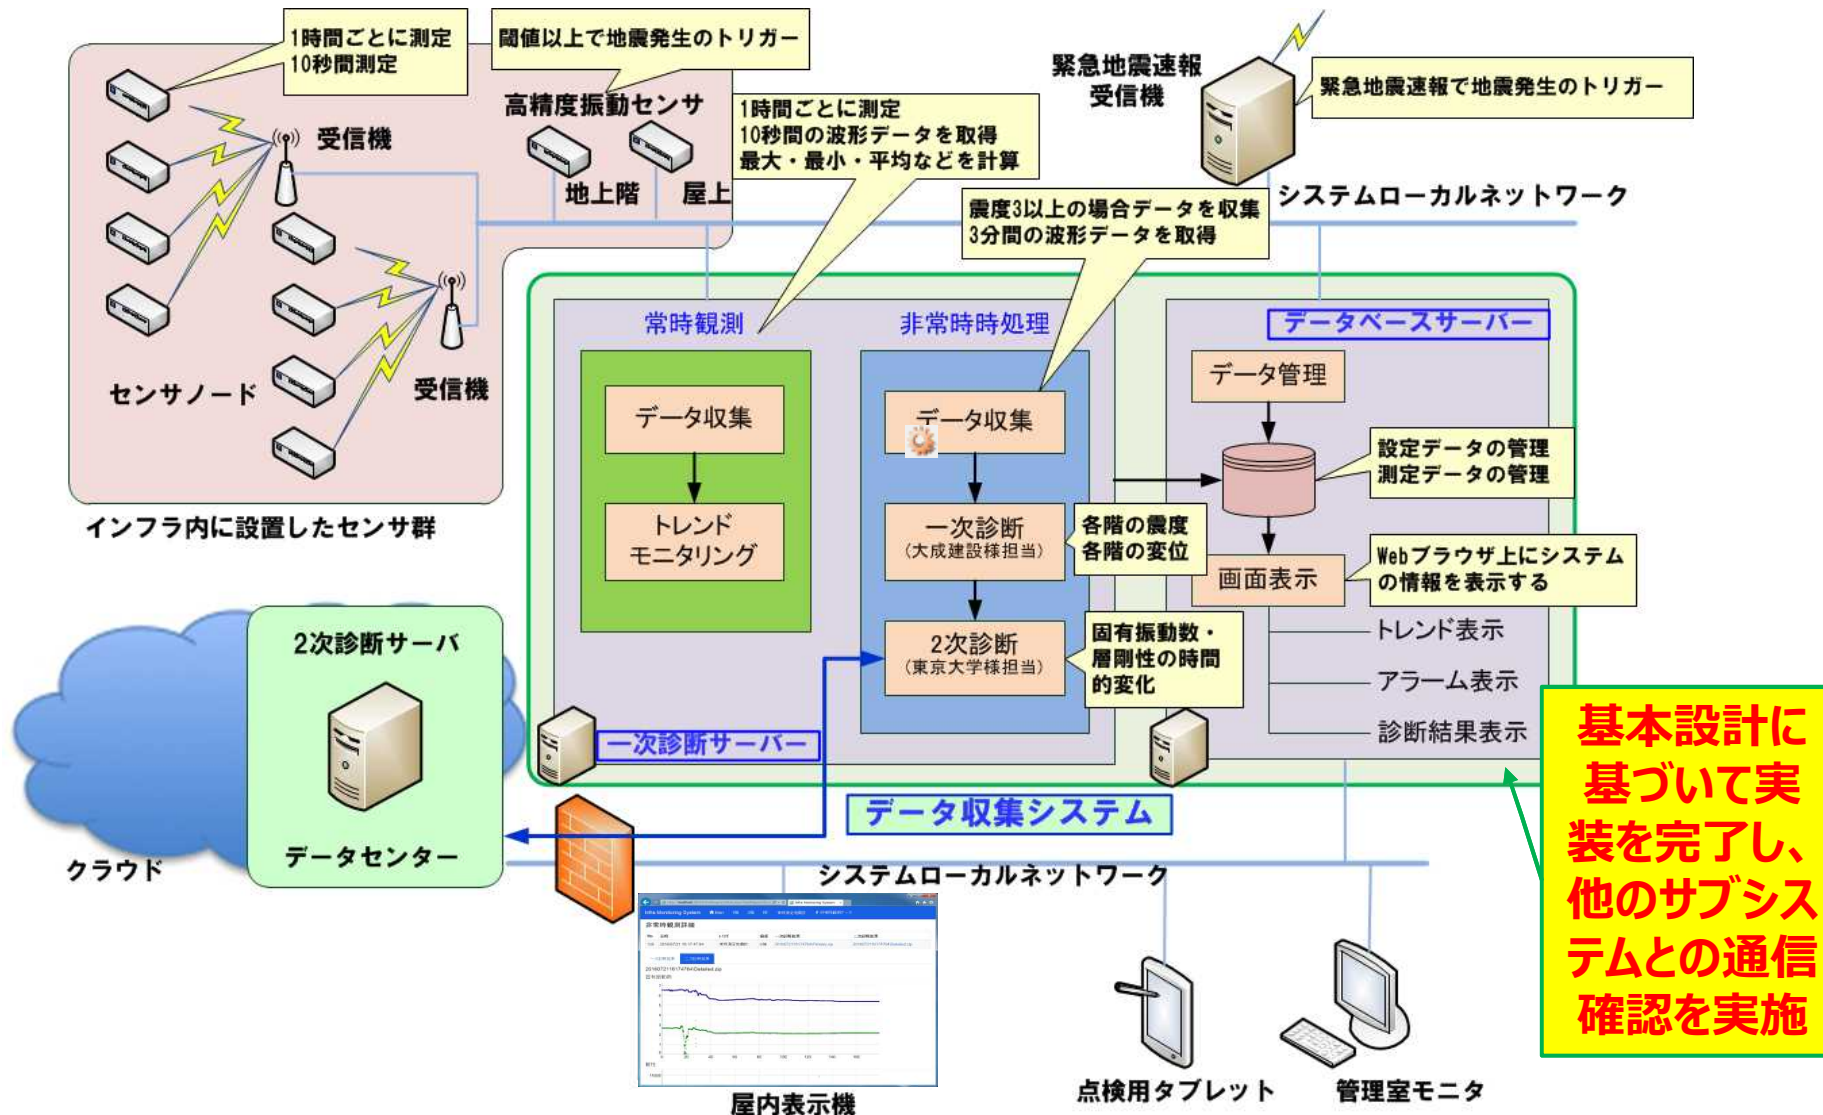 1時間ごとに測定
10秒間測定
閾値以上で地震発生のトリガー
高精度振動センサ
受信機
地上階
屋上
1時間ごとに測定
10秒間の波形データを取得
最大・最小・平均などを計算
緊急地震速報
受信機
緊急地震速報で地震発生のトリガー
システムローカルネットワーク
震度3以上の場合データを収集
3分間の波形データを取得
センサノード
受信機
インフラ内に設置したセンサ群
常時観測
データ収集
トレンド
モニタリング
非常時時処理
データ収集
一次診断
(大成建設様担当)
各階の震度
各階の変位
2次診断
(東京大学様担当)
固有振動数・
層剛性の時間
的変化
一次診断サーバー
データベースサーバー
データ管理
設定データの管理
測定データの管理
画面表示
Webブラウザ上にシステム
の情報を表示する
トレンド表示
アラーム表示
診断結果表示
データ収集システム
2次診断サーバ
データセンター
クラウド
システムローカルネットワーク
非常時観測詳細
屋内表示機
点検用タブレット
管理室モニタ
基本設計に
基づいて実
装を完了し、
他のサブシス
テムとの通信
確認を実施